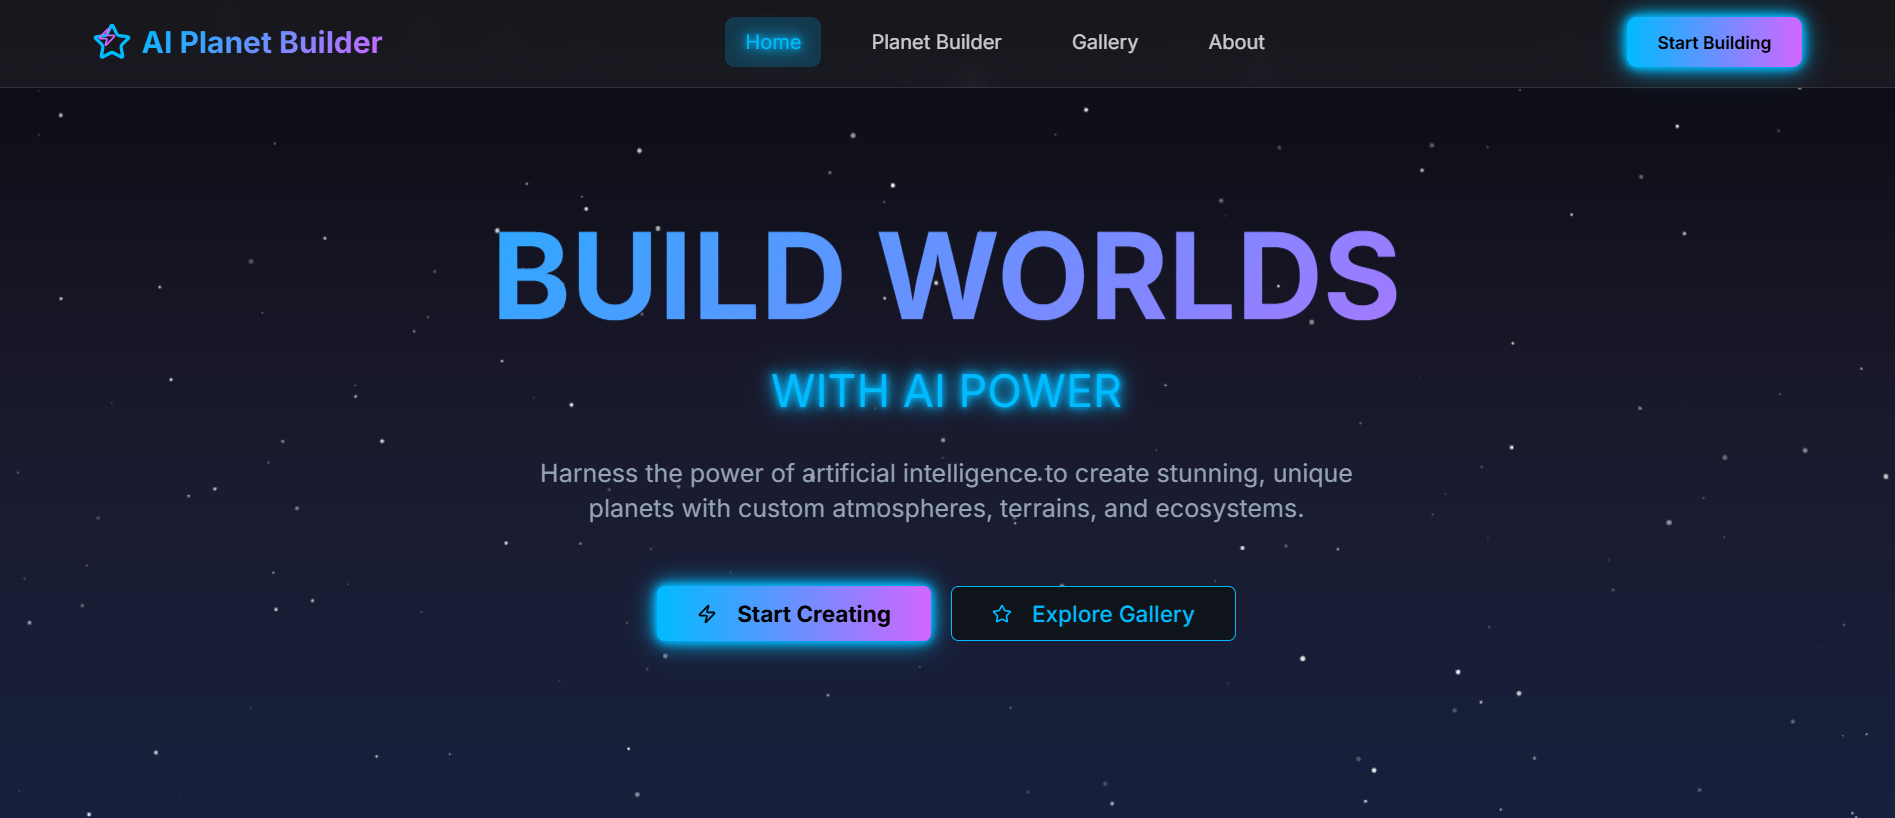 AI Planet Builder
Home
Planet Builder
Gallery
About
Start Building
BUILD WORLDS
WITH AI POWER
Harness the power of artificial intelligence to create stunning, unique
planets with custom atmospheres, terrains, and ecosystems.
Start Creating
Explore Gallery